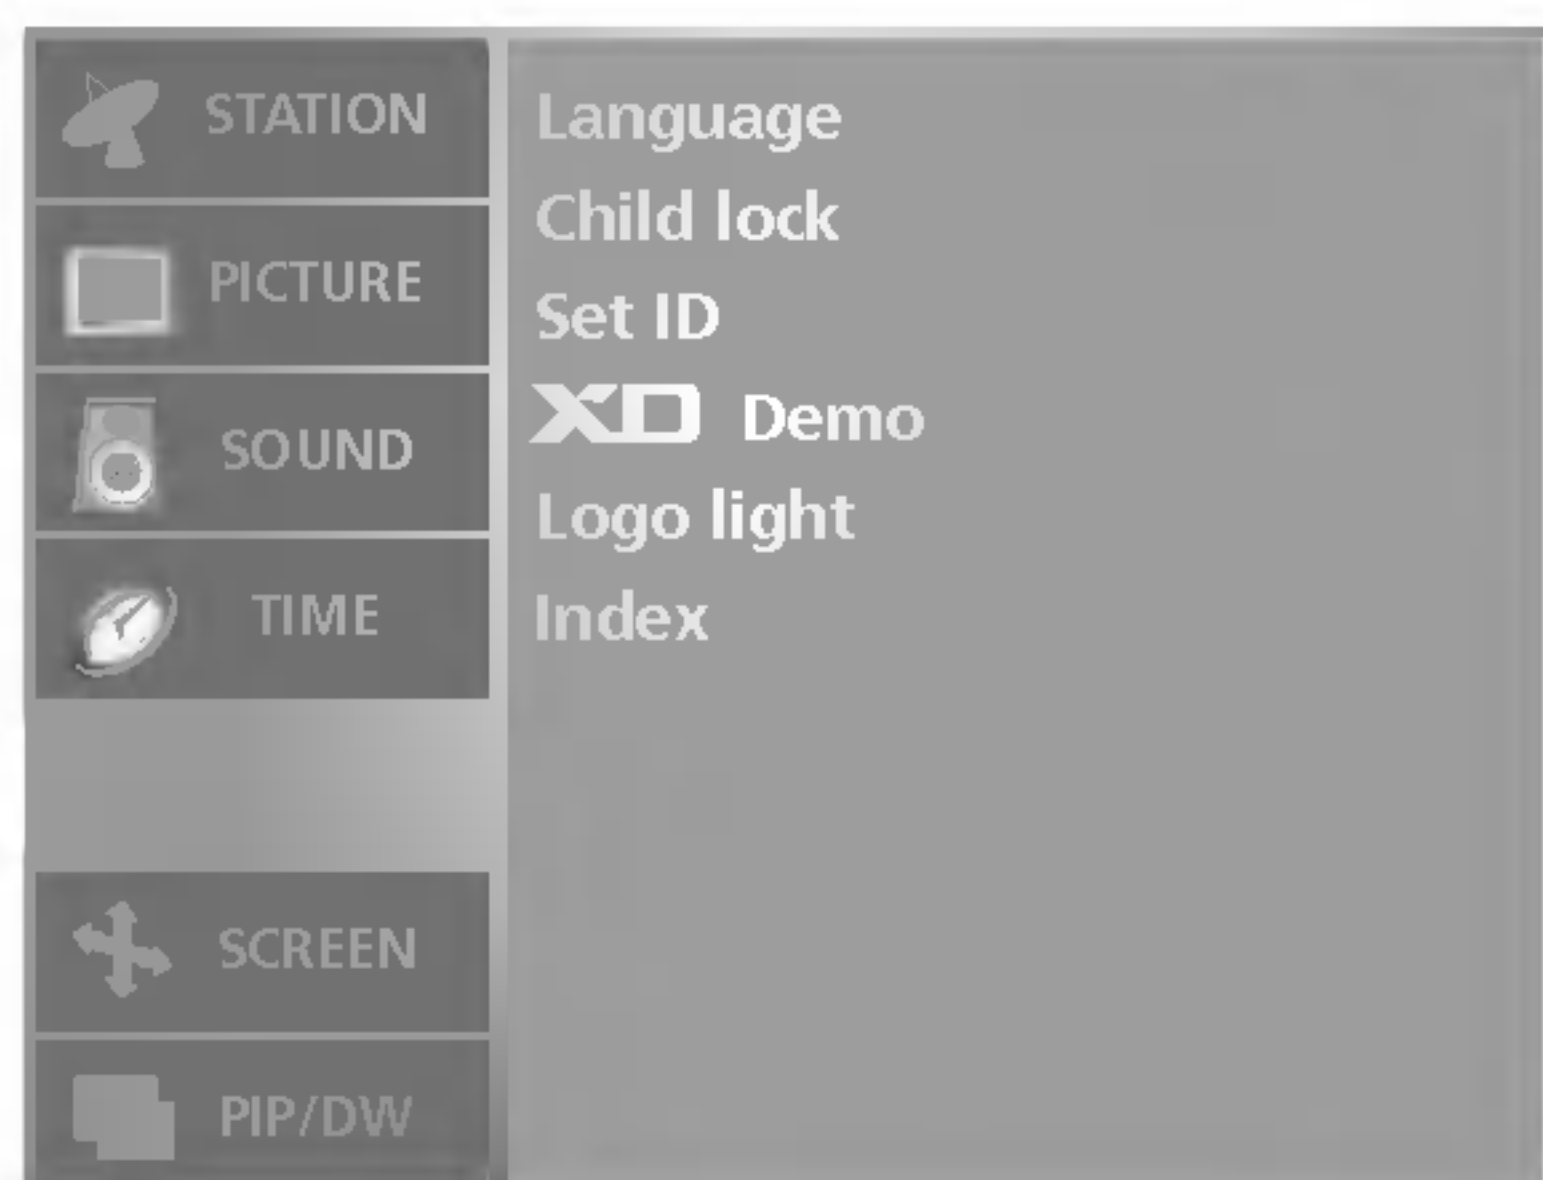 STATION
PICTURE
SOUND
TIME
SCREEN
PIP/DW
Language
Child lock
Set ID
XD Demo
Logo light
Index